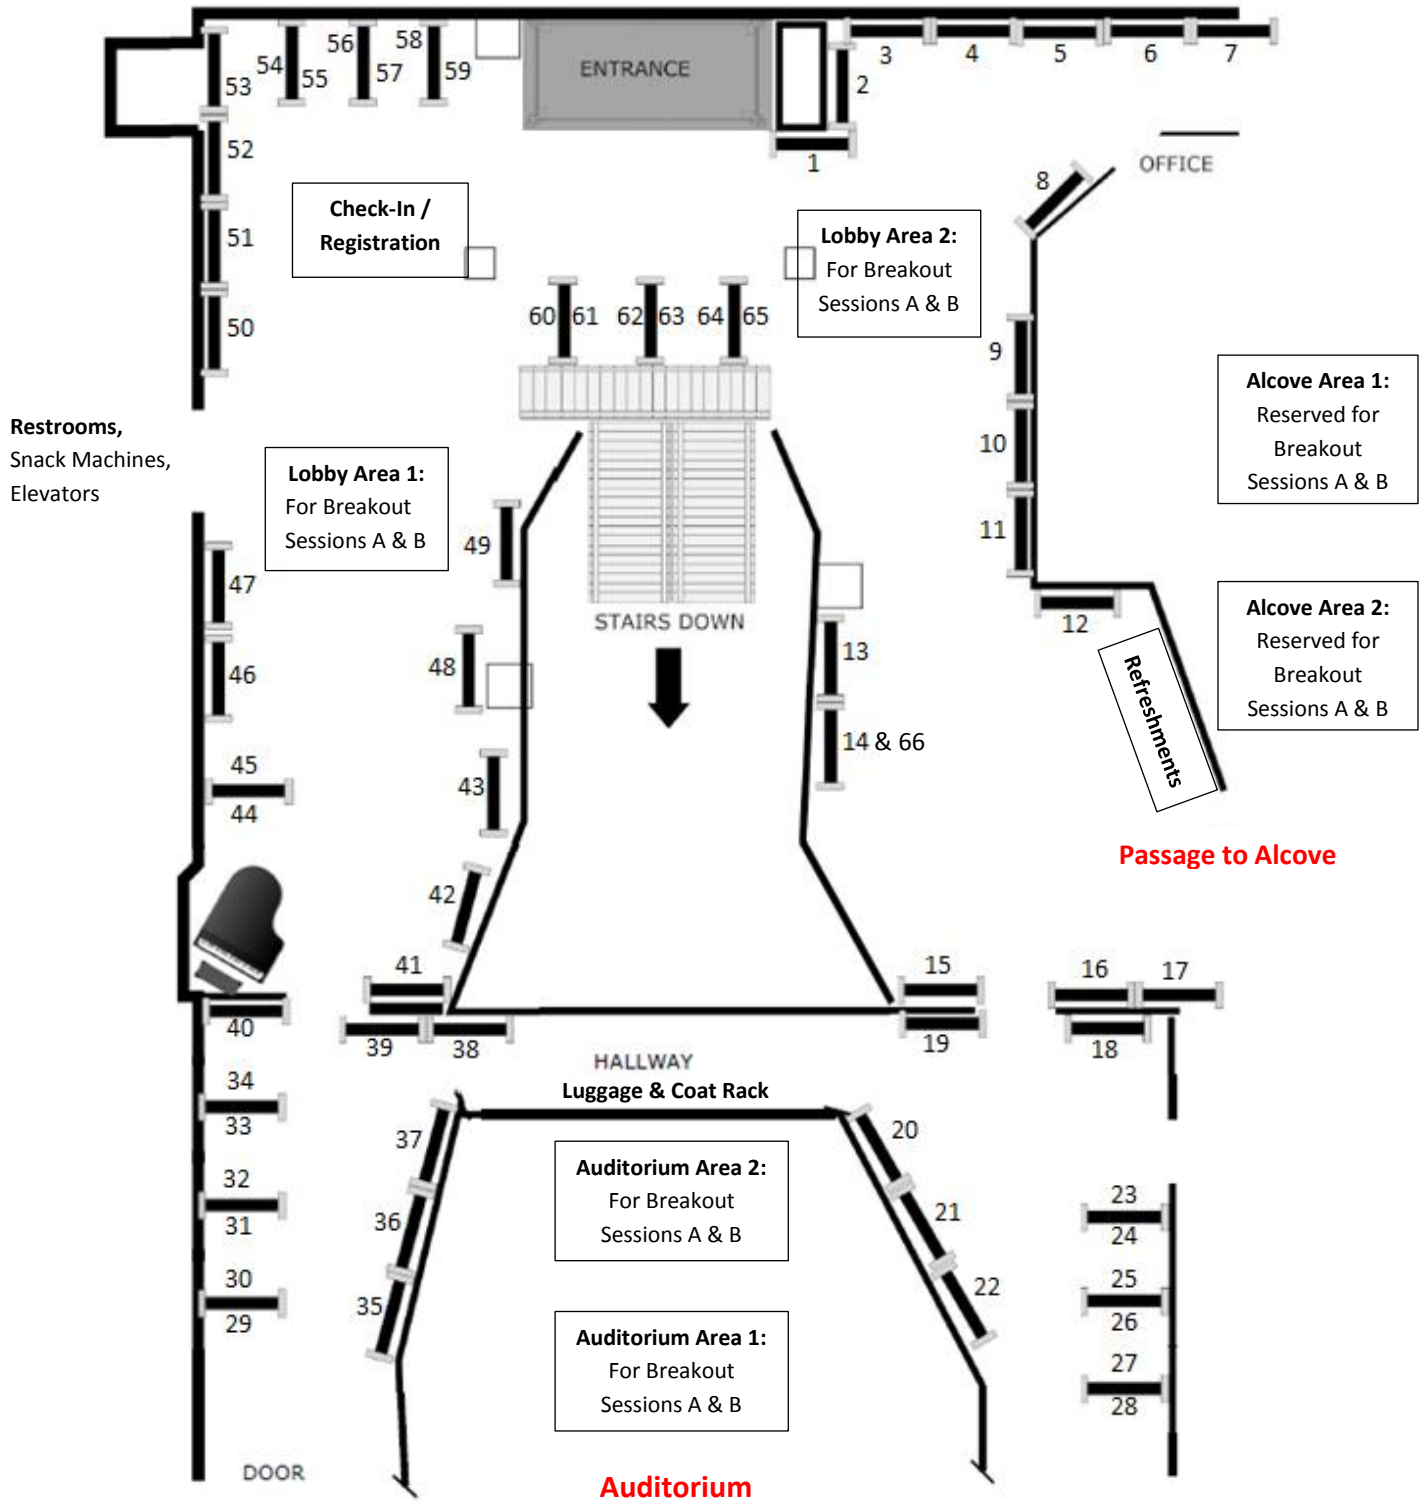 54
56
58
53
55
57
59
ENTRANCE
2
3
4
5
6
7
52
1
OFFICE
8
Check-In /
Registration
51
Lobby Area 2:
For Breakout
Sessions A & B
50
60
61
62
63
64
65
9
Alcove Area 1:
Reserved for
Breakout
Sessions A & B
10
11
Restrooms,
Snack Machines,
Elevators
Lobby Area 1:
For Breakout
Sessions A & B
49
47
STAIRS DOWN
12
Alcove Area 2:
Reserved for
Breakout
Sessions A & B
48
46
13
Refreshments
14 & 66
45
44
43
Passage to Alcove
42
41
15
16
17
40
39
38
19
18
HALLWAY
Luggage & Coat Rack
34
33
37
20
Auditorium Area 2:
For Breakout
Sessions A & B
32
31
36
21
23
24
30
29
35
22
25
26
Auditorium Area 1:
For Breakout
Sessions A & B
27
28
DOOR
Auditorium